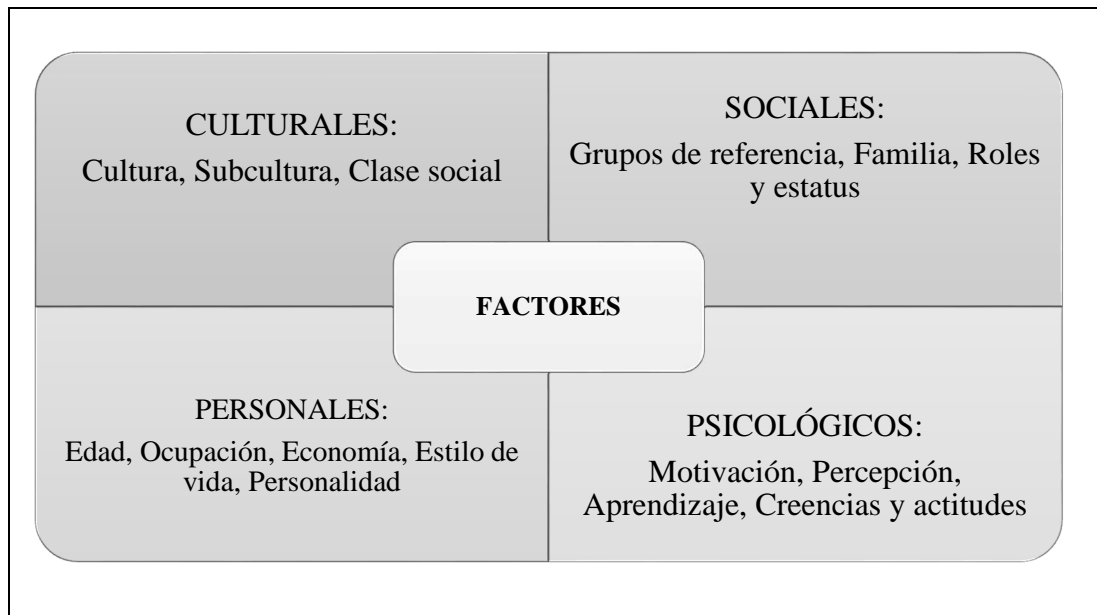 CULTURALES:
Cultura, Subcultura, Clase social
SOCIALES:
Grupos de referencia, Familia, Roles
y estatus
FACTORES
PERSONALES:
Edad, Ocupación, Economía, Estilo de
vida, Personalidad
PSICOLÓGICOS:
Motivación, Percepción,
Aprendizaje, Creencias y actitudes